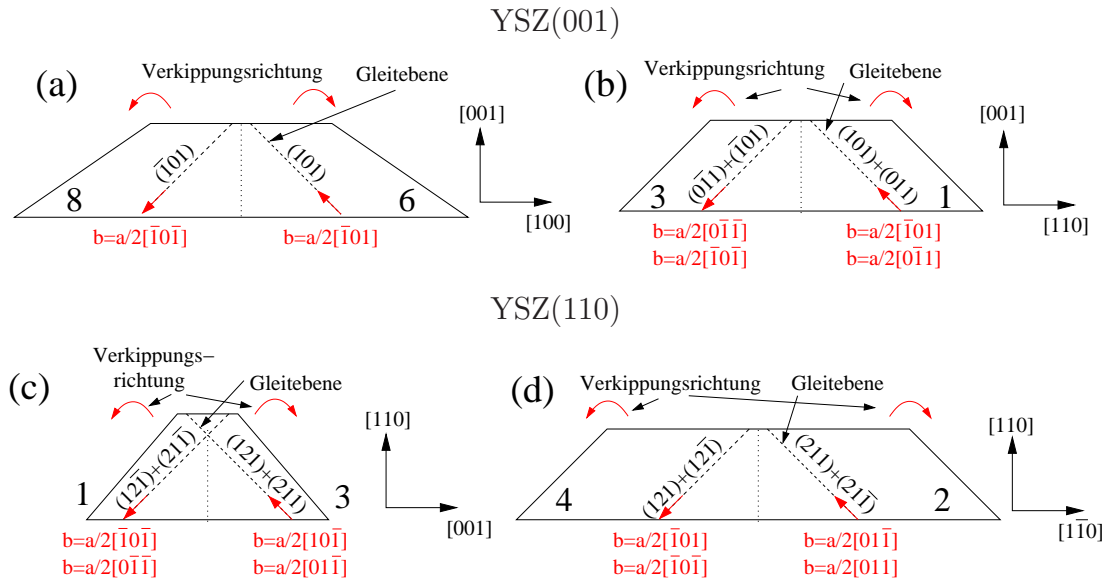 YSZ(001)
(a)
Verkippungsrichtung
Gleitebene
(1̅01)
(101)
8
6
b=a/2[1̅01̅]
b=a/2[1̅01]
[001]
[100]
(b)
Verkippungsrichtung
Gleitebene
(01̅1)+(1̅01)
(101)+(011)
3
1
b=a/2[01̅1̅]
b=a/2[1̅01̅]
b=a/2[1̅01]
b=a/2[01̅1]
[001]
[110]
YSZ(110)
(c)
Verkippungs–
richtung
Gleitebene
(121̅)+(211̅)
(121)+(211)
1
3
b=a/2[1̅01̅]
b=a/2[01̅1̅]
b=a/2[101̅]
b=a/2[011̅]
[110]
[001]
(d)
Verkippungsrichtung
Gleitebene
(121)+(121̅)
(211)+(211̅)
4
2
b=a/2[1̅01]
b=a/2[1̅01̅]
b=a/2[011̅]
b=a/2[011]
[110]
[11̅0]